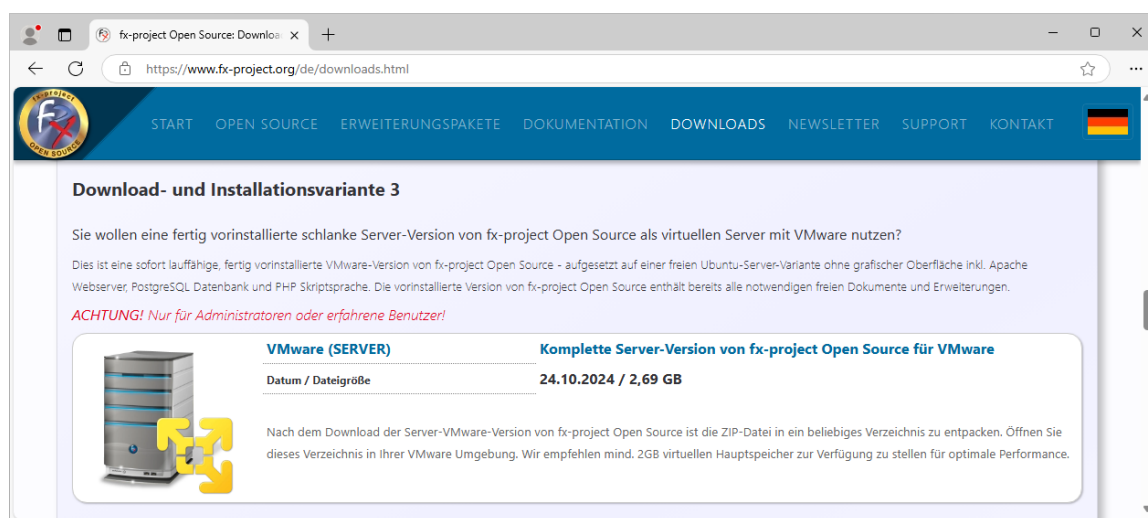 fx-project Open Source: Downloa
https://www.fx-project.org/de/downloads.html
fx-project
OPEN SOURCE
START OPEN SOURCE ERWEITERUNGSPAKETE DOKUMENTATION DOWNLOADS NEWSLETTER SUPPORT KONTAKT
Download- und Installationsvariante 3
Sie wollen eine fertig vorinstallierte schlanke Server-Version von fx-project Open Source als virtuellen Server mit VMware nutzen?
Dies ist eine sofort lauffähige, fertig vorinstallierte VMware-Version von fx-project Open Source - aufgesetzt auf einer freien Ubuntu-Server-Variante ohne grafischer Oberfläche inkl. Apache
Webserver, PostgreSQL Datenbank und PHP Skriptsprache. Die vorinstallierte Version von fx-project Open Source enthält bereits alle notwendigen freien Dokumente und Erweiterungen.
ACHTUNG! Nur für Administratoren oder erfahrene Benutzer!
VMware (SERVER) Komplette Server-Version von fx-project Open Source für VMware
Datum / Dateigröße 24.10.2024 / 2,69 GB
Nach dem Download der Server-VMware-Version von fx-project Open Source ist die ZIP-Datei in ein beliebiges Verzeichnis zu entpacken. Öffnen Sie
dieses Verzeichnis in Ihrer VMware Umgebung. Wir empfehlen mind. 2GB virtuellen Hauptspeicher zur Verfügung zu stellen für optimale Performance.